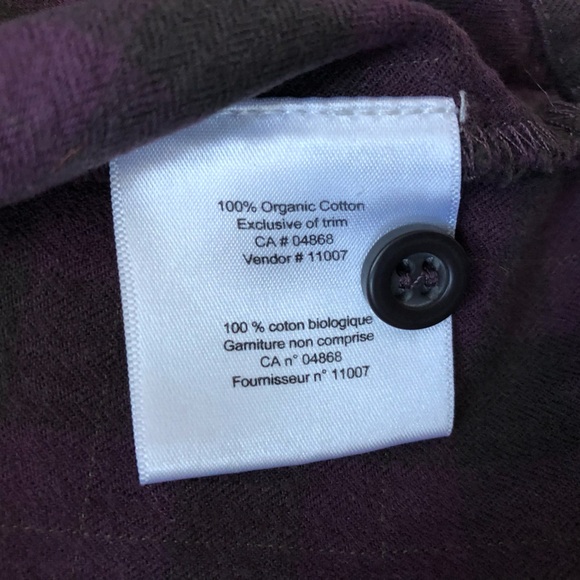 100% Organic Cotton
Exclusive of trim
CA # 04868
Vendor # 11007
100 % coton biologique
Garniture non comprise
CA n° 04868
Fournisseur n° 11007